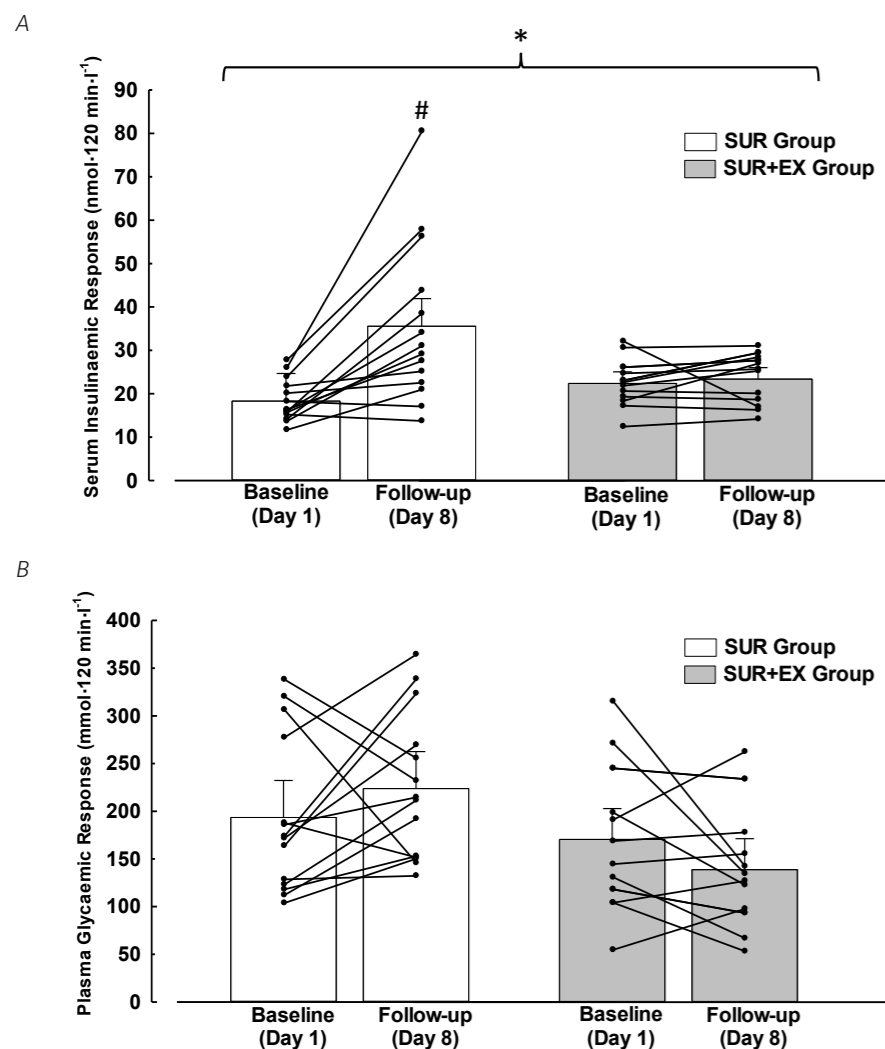 A
*
Serum Insulinaemic Response (nmol·120 min·l⁻¹)
90
80
70
60
50
40
30
20
10
0
#
SUR Group
SUR+EX Group
Baseline
(Day 1)
Follow-up
(Day 8)
Baseline
(Day 1)
Follow-up
(Day 8)
B
Plasma Glycaemic Response (mmol·120 min·l⁻¹)
400
350
300
250
200
150
100
50
0
SUR Group
SUR+EX Group
Baseline
(Day 1)
Follow-up
(Day 8)
Baseline
(Day 1)
Follow-up
(Day 8)